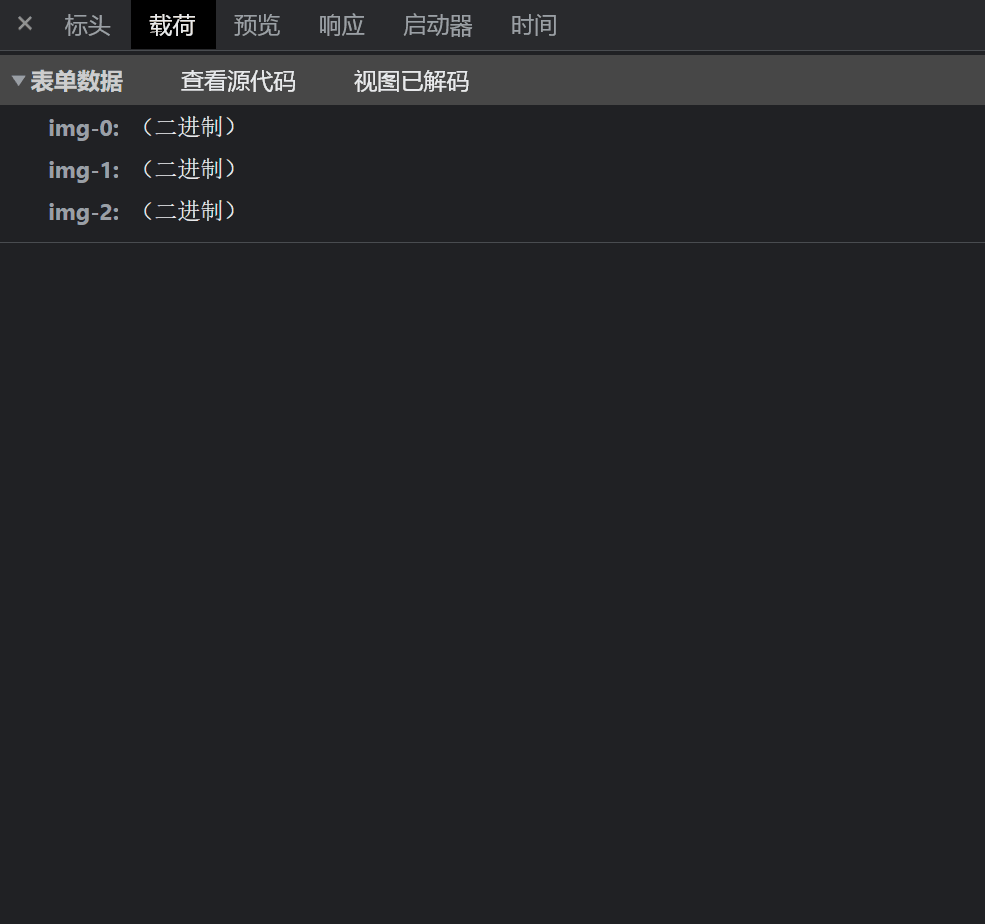 × 标头 载荷 预览 响应 启动器 时间
表单数据 查看源代码 视图已解码
img-0: （二进制）
img-1: （二进制）
img-2: （二进制）